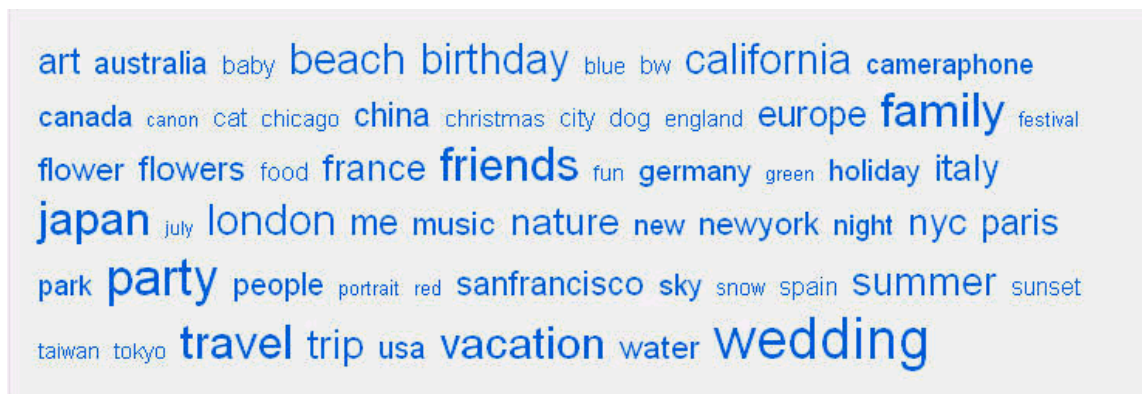 art australia baby beach birthday blue bw california cameraphone
canada canon cat chicago china christmas city dog england europe family festival
flower flowers food france friends fun germany green holiday italy
japan july london me music nature new newyork night nyc paris
park party people portrait red sanfrancisco sky snow spain summer sunset
taiwan tokyo travel trip usa vacation water wedding